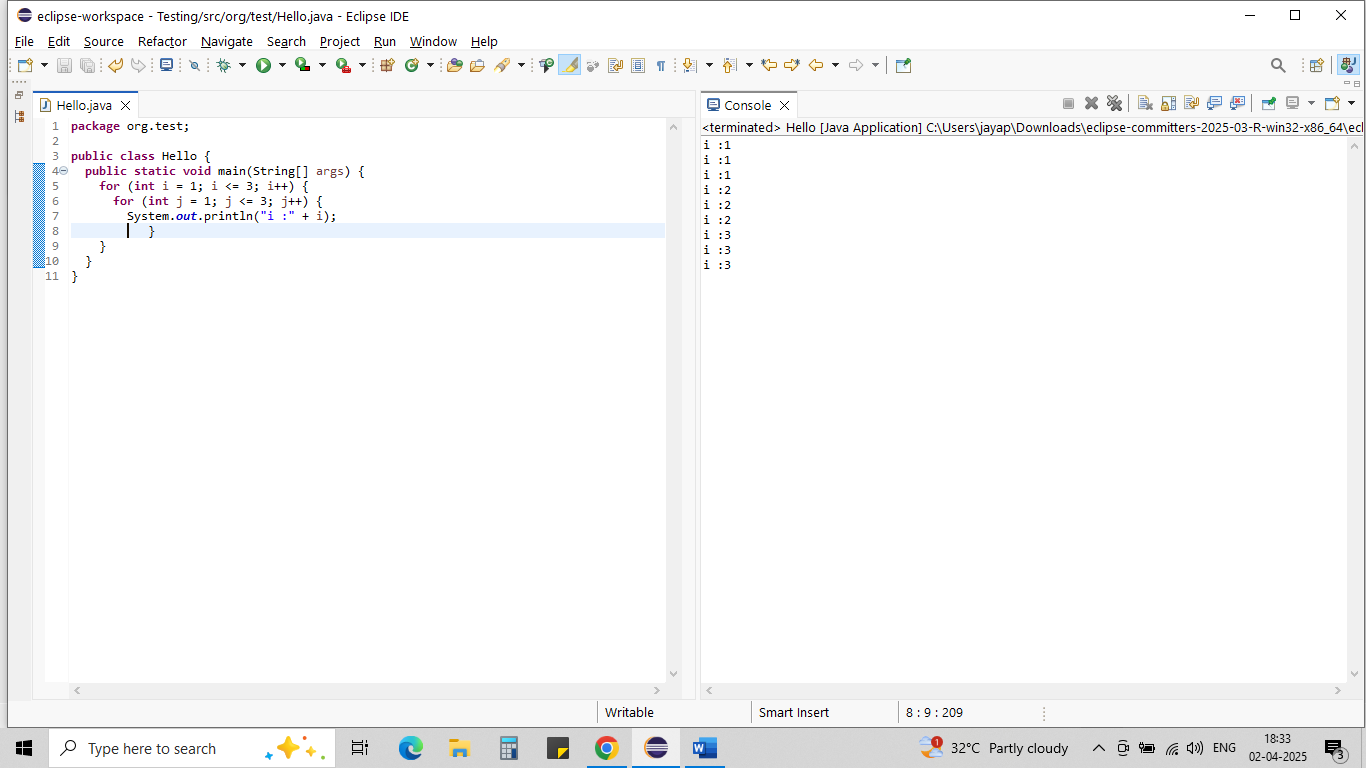 eclipse-workspace - Testing/src/org/test/Hello.java - Eclipse IDE
File Edit Source Refactor Navigate Search Project Run Window Help
Hello.java
1 package org.test;
2
3 public class Hello {
4 public static void main(String[] args) {
5 for (int i = 1; i <= 3; i++) {
6 for (int j = 1; j <= 3; j++) {
7 System.out.println("i :" + i);
8 }
9 }
10 }
11 }
Console
<terminated> Hello [Java Application] C:\Users\jayap\Downloads\eclipse-committers-2025-03-R-win32-x86_64\ecl
i :1
i :1
i :1
i :2
i :2
i :2
i :3
i :3
i :3
Writable Smart Insert 8 : 9 : 209
Type here to search
1
32°C Partly cloudy
ENG
18:33
02-04-2025
3